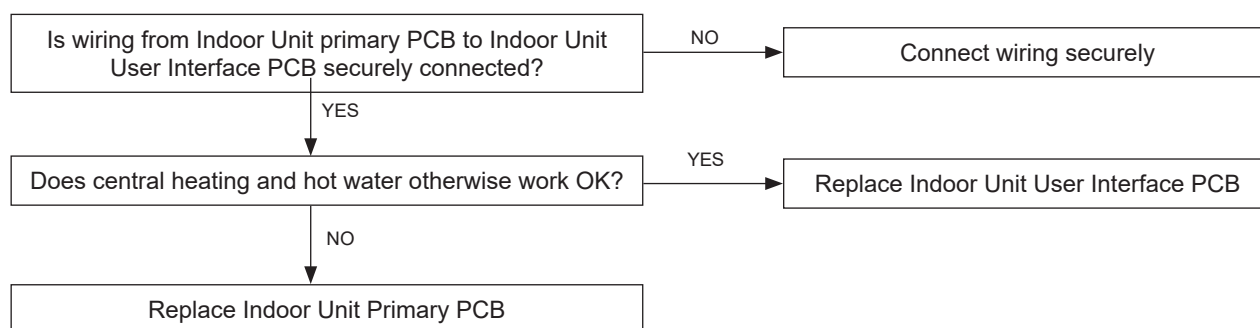 Is wiring from Indoor Unit primary PCB to Indoor Unit
User Interface PCB securely connected?
NO
Connect wiring securely
YES
Does central heating and hot water otherwise work OK?
YES
Replace Indoor Unit User Interface PCB
NO
Replace Indoor Unit Primary PCB